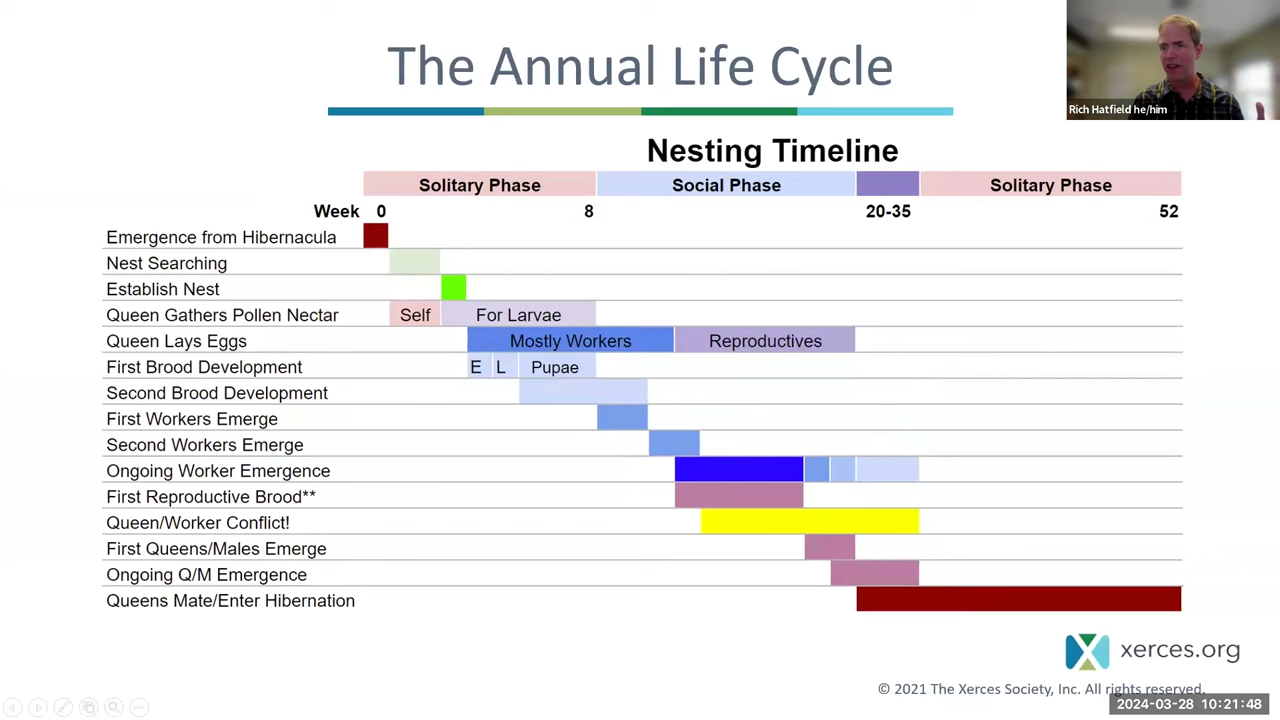 The Annual Life Cycle
Rich Hatfield he/him
Nesting Timeline
Solitary Phase Social Phase Solitary Phase
Week 0 8 20-35 52
Emergence from Hibernacula
Nest Searching
Establish Nest
Queen Gathers Pollen Nectar Self For Larvae
Queen Lays Eggs Mostly Workers Reproductives
First Brood Development E L Pupae
Second Brood Development
First Workers Emerge
Second Workers Emerge
Ongoing Worker Emergence
First Reproductive Brood**
Queen/Worker Conflict!
First Queens/Males Emerge
Ongoing Q/M Emergence
Queens Mate/Enter Hibernation
xerces.org
© 2021 The Xerces Society, Inc. All rights reserved.
2024-03-28 10:21:48